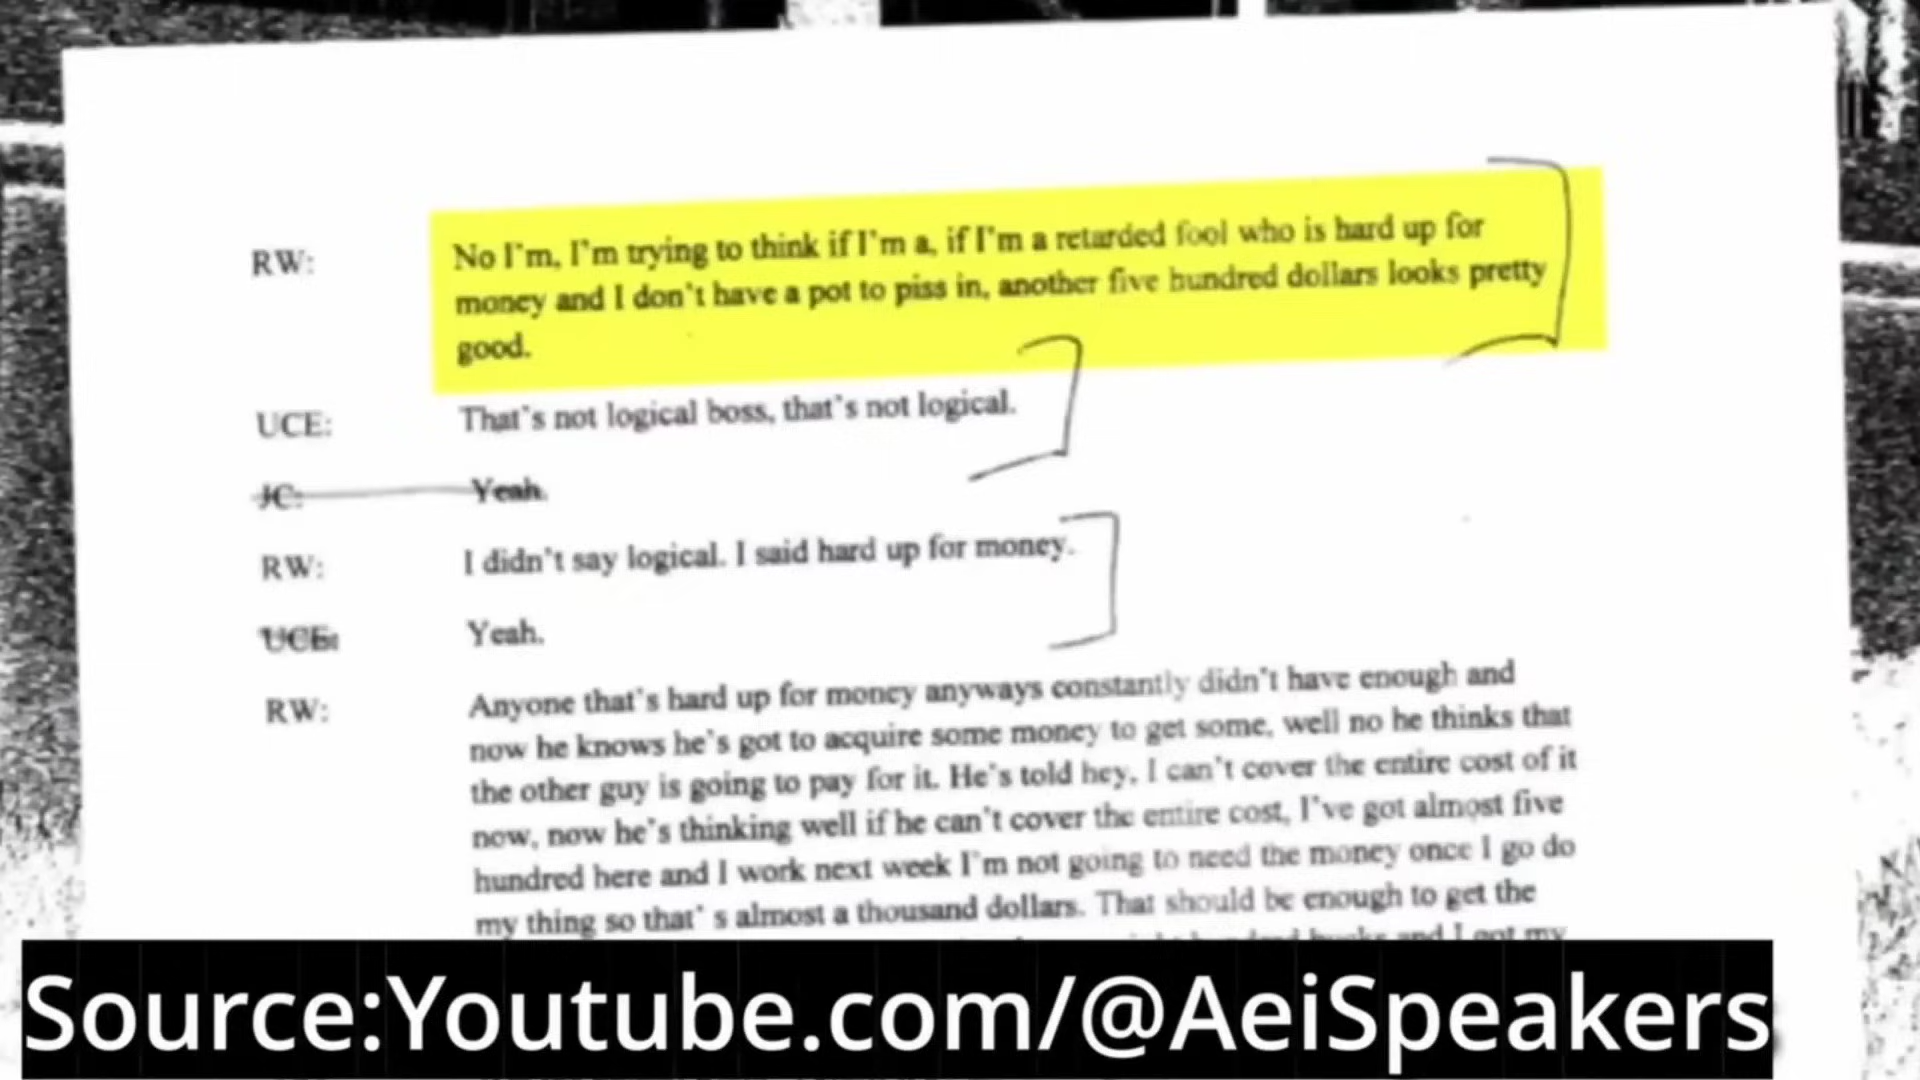 RW: No I'm, I'm trying to think if I'm a, if I'm a retarded fool who is hard up for
money and I don't have a pot to piss in, another five hundred dollars looks pretty
good.
UCE: That's not logical boss, that's not logical.
JC: Yeah.
RW: I didn't say logical. I said hard up for money.
UCE: Yeah.
RW: Anyone that's hard up for money anyways constantly didn't have enough and
now he knows he's got to acquire some money to get some, well no he thinks that
the other guy is going to pay for it. He's told hey, I can't cover the entire cost of it
now, now he's thinking well if he can't cover the entire cost, I've got almost five
hundred here and I work next week I'm not going to need the money once I go do
my thing so that' s almost a thousand dollars. That should be enough to get the
hundred bucks and I got my
Source:Youtube.com/@AeiSpeakers